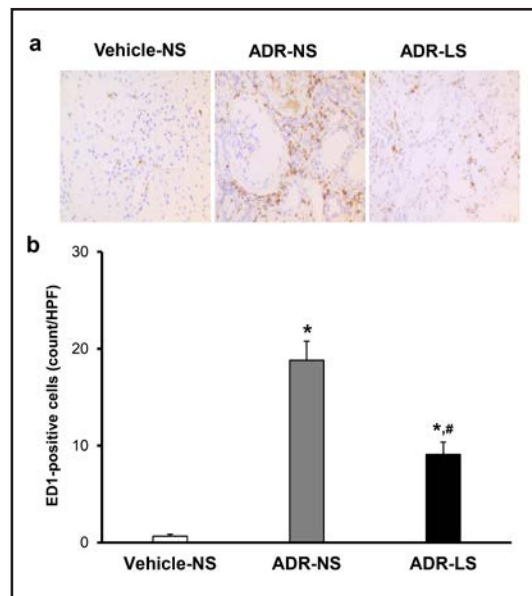 a
Vehicle-NS ADR-NS ADR-LS
b
ED1-positive cells (count/HPF)
30
20
10
0
*
*,#
Vehicle-NS ADR-NS ADR-LS